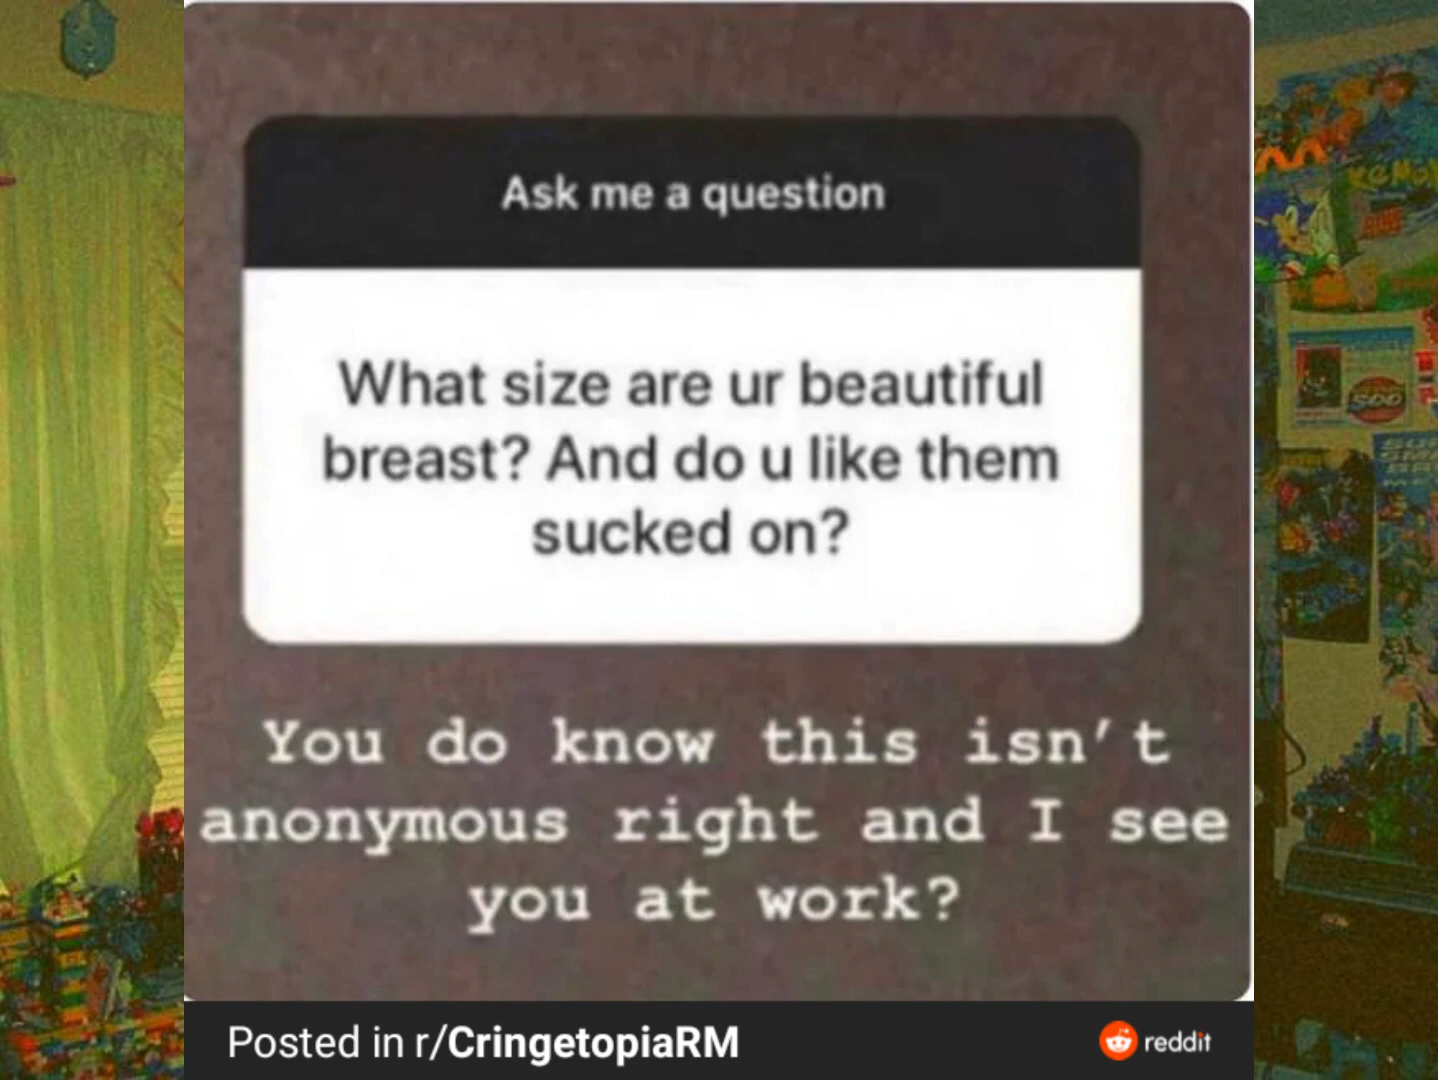 Ask me a question
What size are ur beautiful
breast? And do u like them
sucked on?
You do know this isn't
anonymous right and I see
you at work?
Posted in r/CringetopiaRM
reddit
500